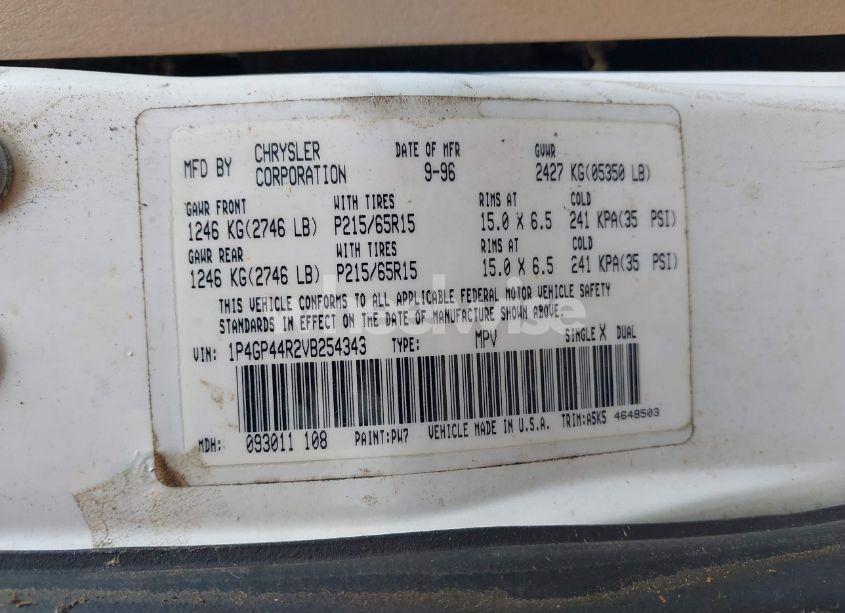 MFD BY CHRYSLER CORPORATION DATE OF MFR 9-96 GVWR 2427 KG(05350 LB)
GAWR FRONT WITH TIRES RIMS AT COLD
1246 KG(2746 LB) P215/65R15 15.0 X 6.5 241 KPA(35 PSI)
GAWR REAR WITH TIRES RIMS AT COLD
1246 KG(2746 LB) P215/65R15 15.0 X 6.5 241 KPA(35 PSI)
THIS VEHICLE CONFORMS TO ALL APPLICABLE FEDERAL MOTOR VEHICLE SAFETY
STANDARDS IN EFFECT ON THE DATE OF MANUFACTURE SHOWN ABOVE.
VIN: 1P4GP44R2VB254343 TYPE: MPV SINGLE X DUAL
MDH: 093011 108 PAINT:PW7 VEHICLE MADE IN U.S.A. TRIM:A5K5 4648503